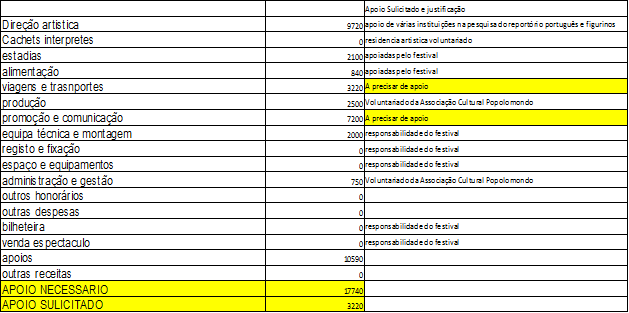 Apoio Sulicitado e justificação
Direção artistica 9720 apoio de várias instituições na pesquisa do reportório português e figurinos
Cachets interpretes 0 residencia artistica voluntariado
estadias 2100 apoiadas pelo festival
alimentação 840 apoiadas pelo festival
viagens e trasnportes 3220 A precisar de apoio
produção 2500 Voluntariado da Associação Cultural Popolomondo
promoção e comunicação 7200 A precisar de apoio
equipa técnica e montagem 2000 responsabilidade do festival
registo e fixação 0 responsabilidade do festival
espaço e equipamentos 0 responsabilidade do festival
administração e gestão 750 Voluntariado da Associação Cultural Popolomondo
outros honorários 0
outras despesas 0
bilheteira 0 responsabilidade do festival
venda espectaculo 0 responsabilidade do festival
apoios 10590
outras receitas 0
APOIO NECESSARIO 17740
APOIO SULICITADO 3220